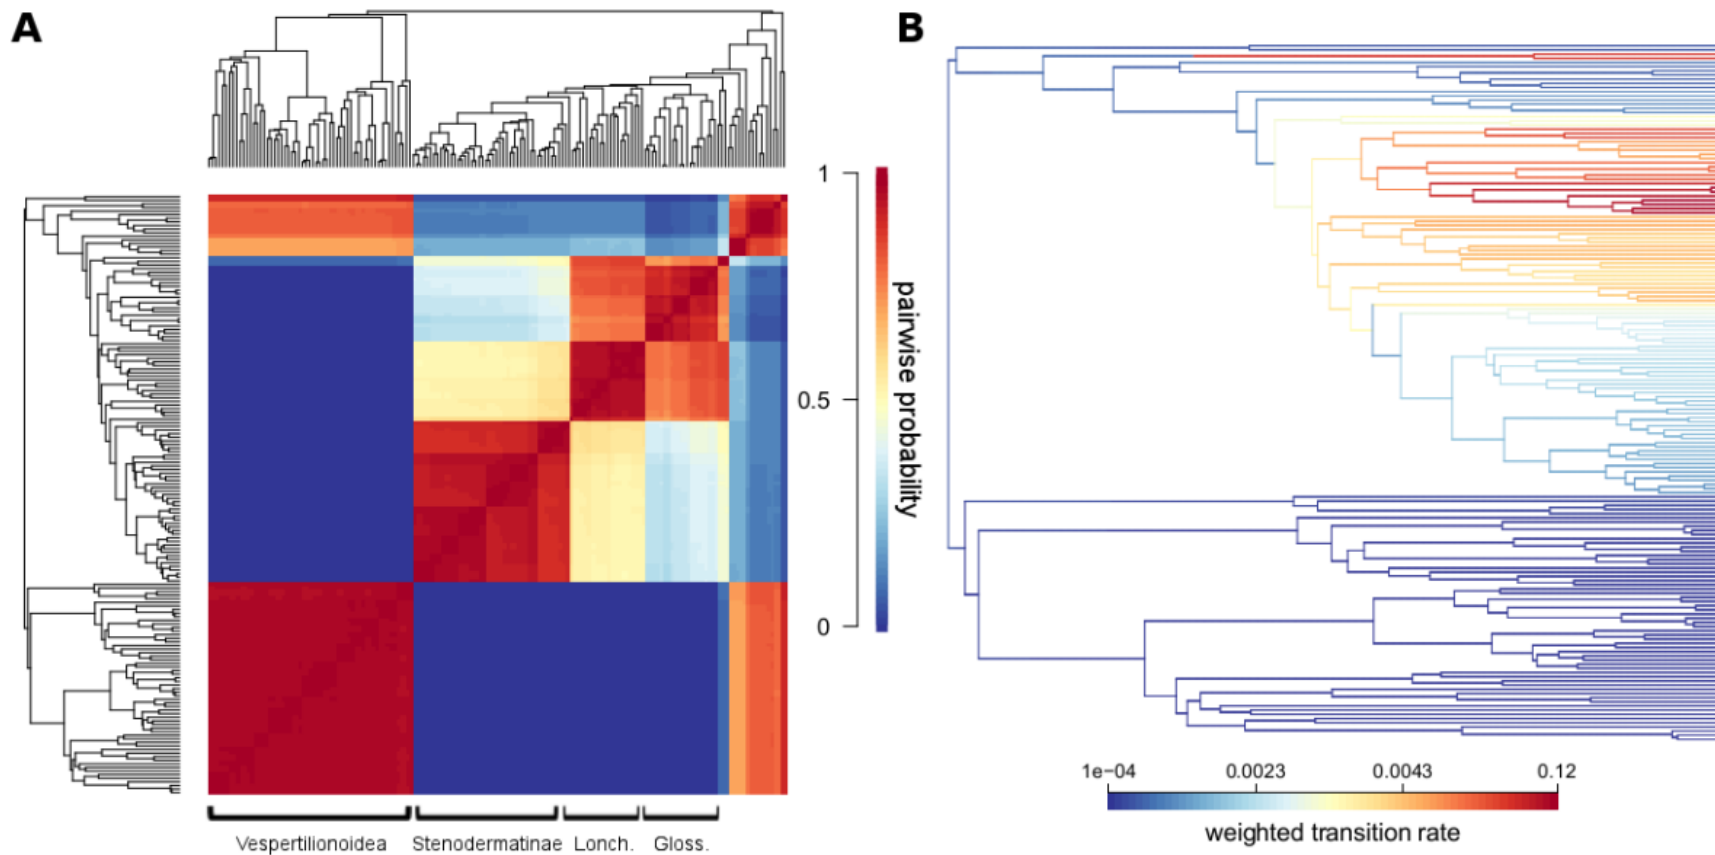 A
B
1
0.5
0
pairwise probability
Vespertilionoidea Stenodermatinae Lonch. Gloss.
1e−04 0.0023 0.0043 0.12
weighted transition rate